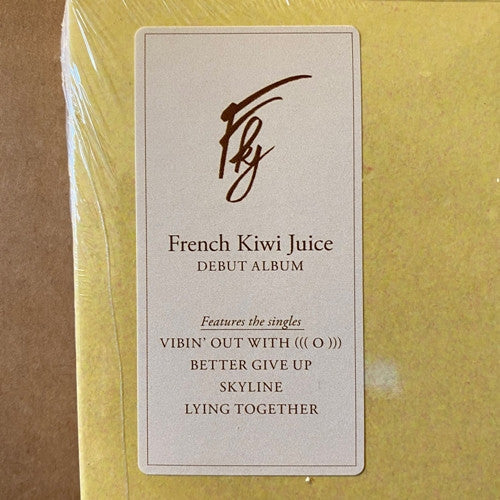 Fkj
French Kiwi Juice
DEBUT ALBUM
Features the singles
VIBIN' OUT WITH ((( O )))
BETTER GIVE UP
SKYLINE
LYING TOGETHER